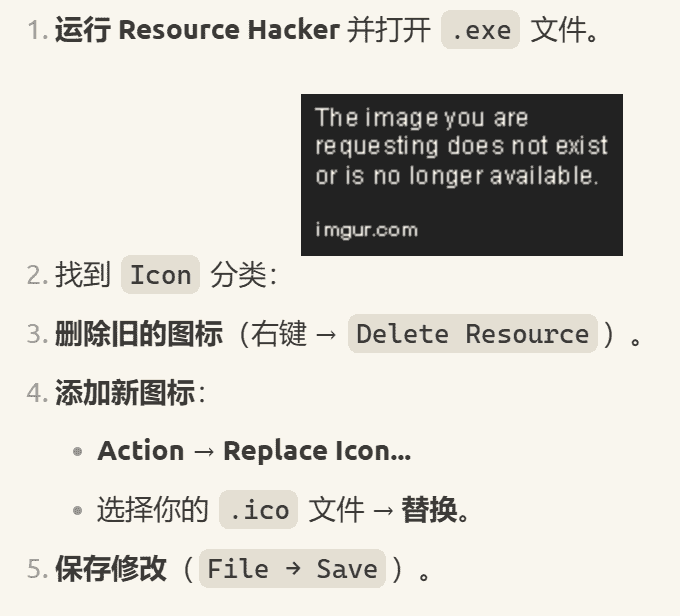 1. 运行 Resource Hacker 并打开 .exe 文件。
The image you are
requesting does not exist
or is no longer available.
imgur.com
2. 找到 Icon 分类：
3. 删除旧的图标（右键 → Delete Resource）。
4. 添加新图标：
• Action → Replace Icon...
• 选择你的 .ico 文件 → 替换。
5. 保存修改（File → Save）。